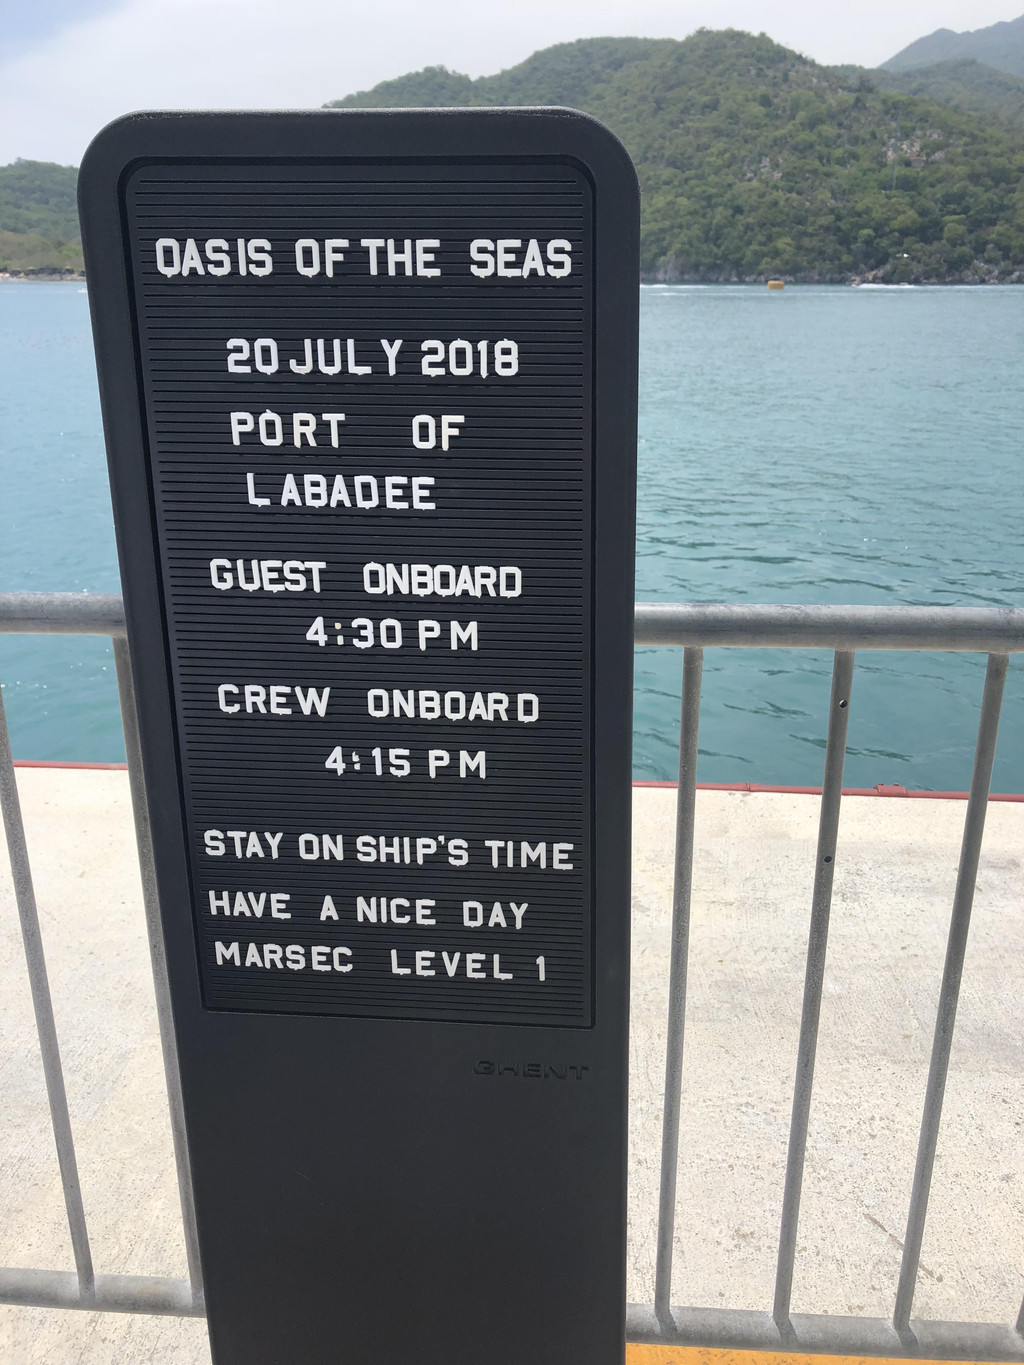 OASIS OF THE SEAS
20 JULY 2018
PORT OF
LABADEE
GUEST ONBOARD
4:30 PM
CREW ONBOARD
4:15 PM
STAY ON SHIP'S TIME
HAVE A NICE DAY
MARSEC LEVEL 1
GHENT